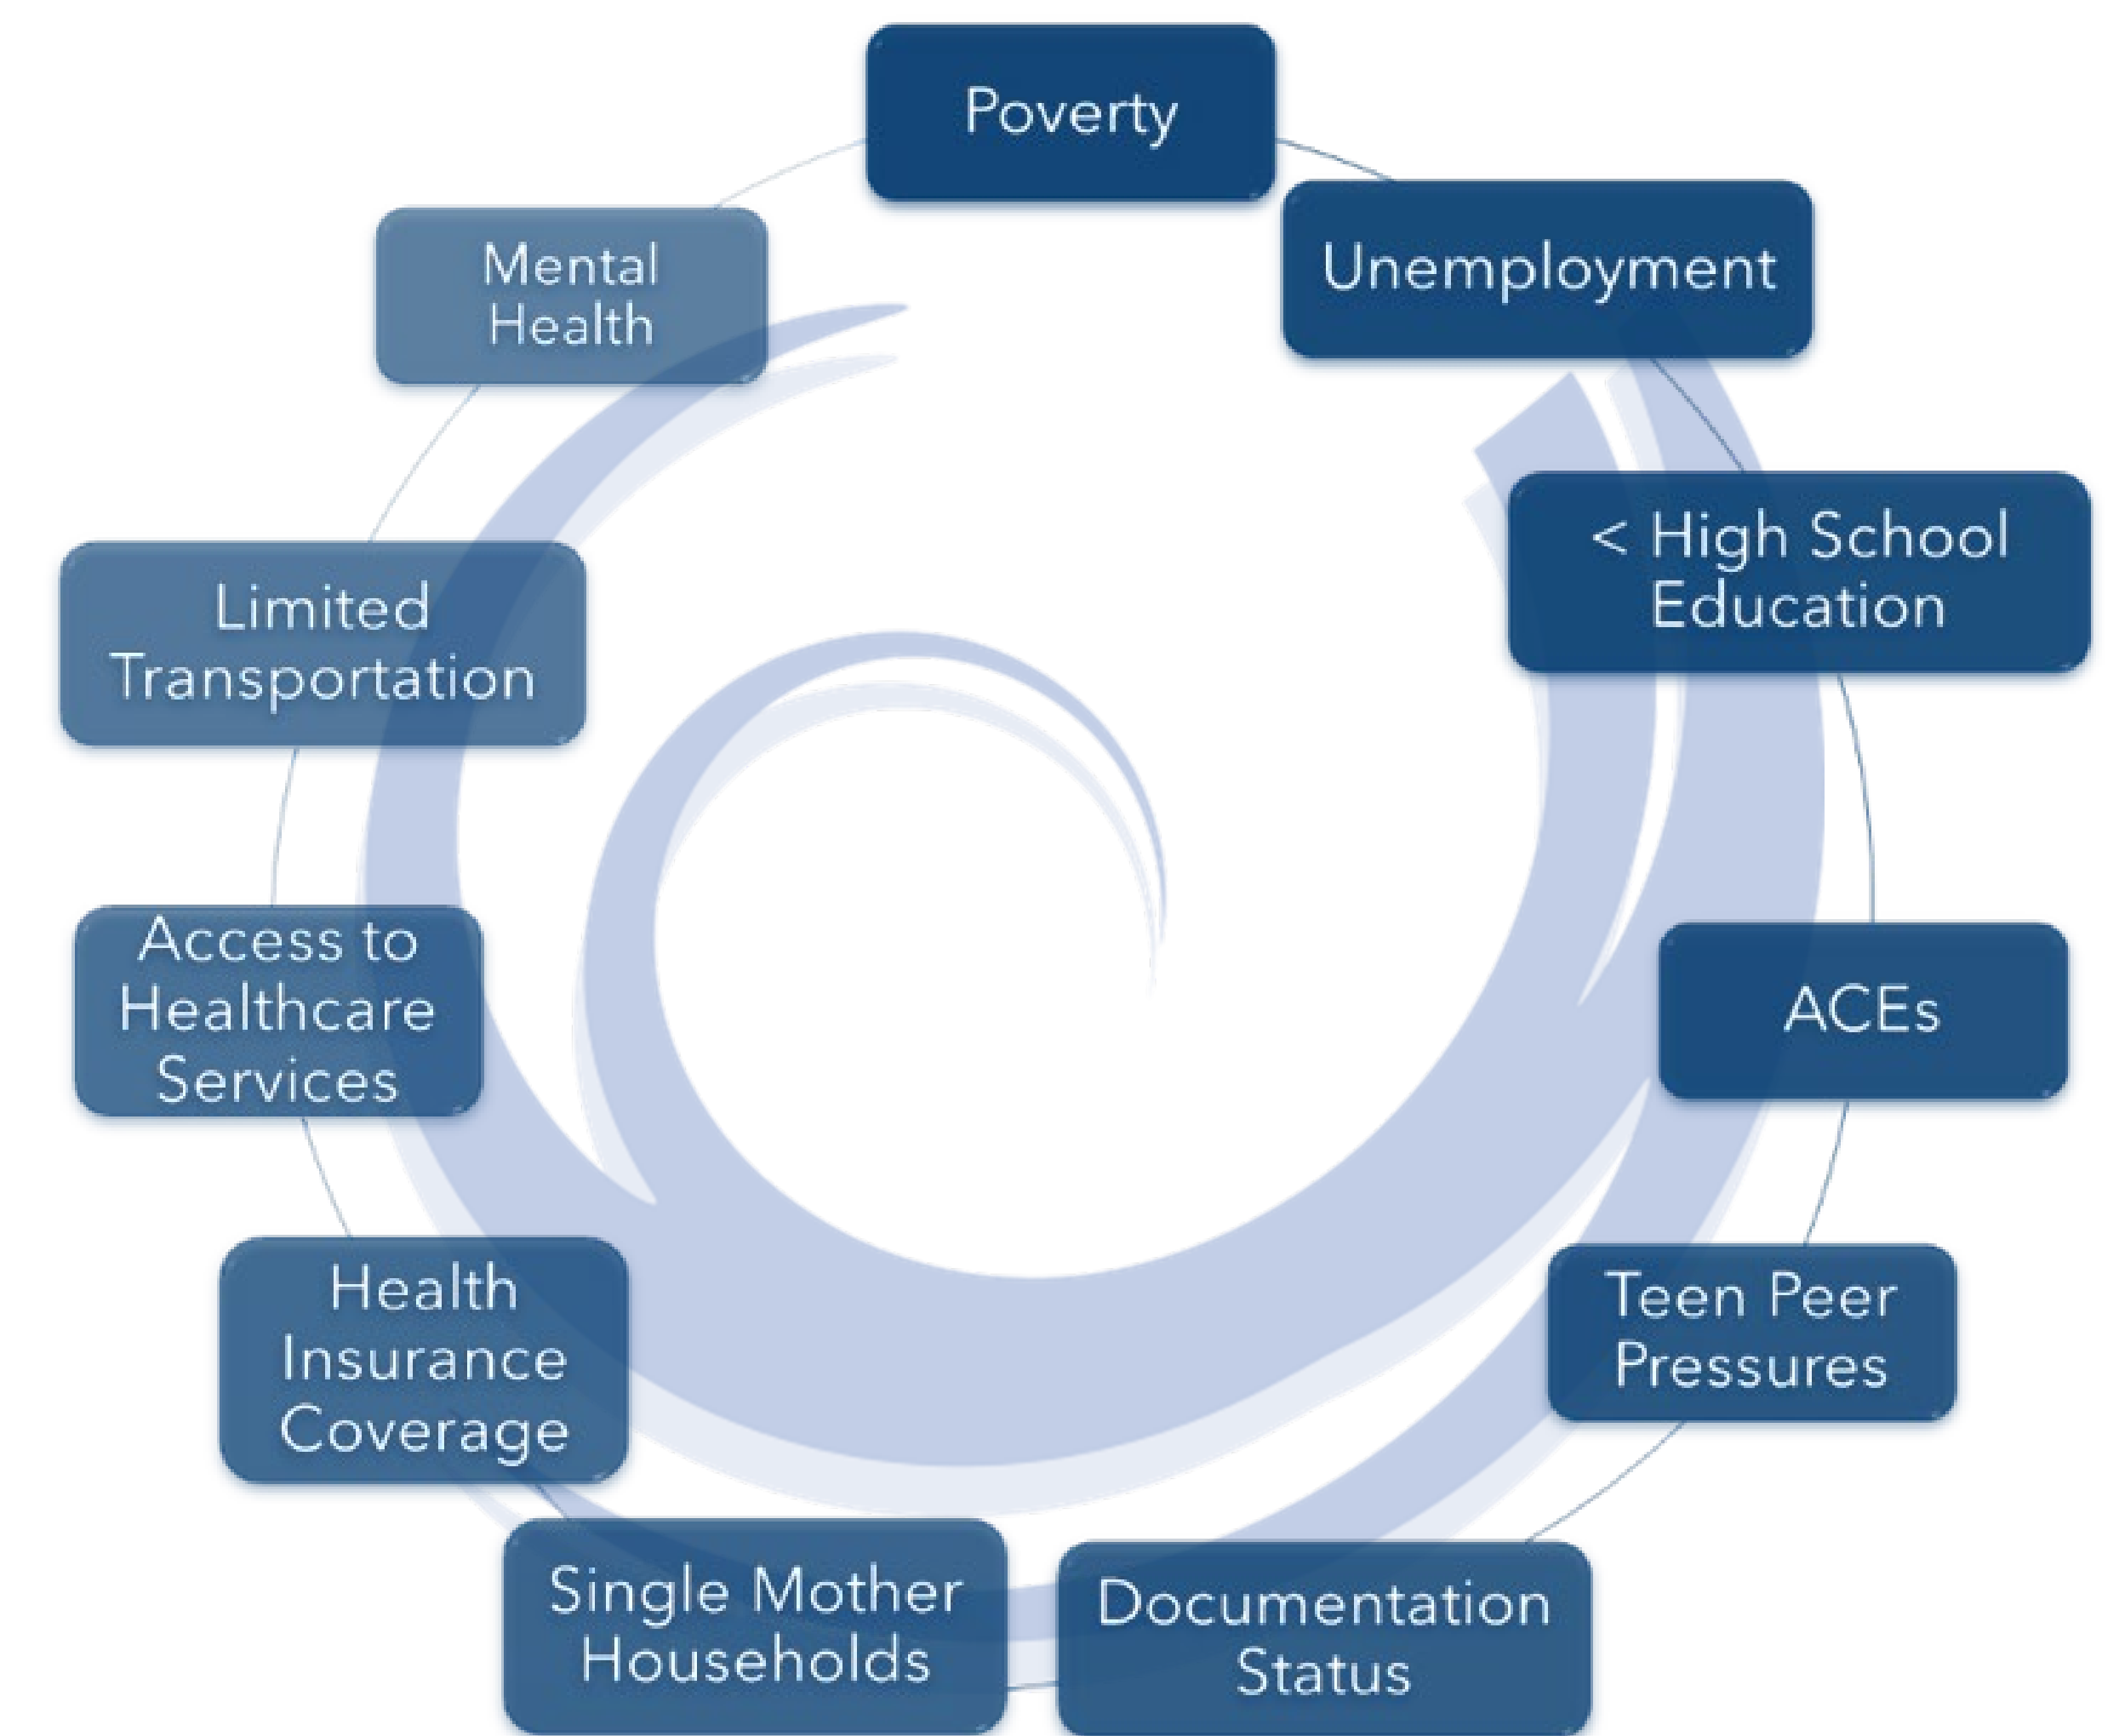 Poverty
Unemployment
< High School
Education
ACEs
Teen Peer
Pressures
Documentation
Status
Single Mother
Households
Health
Insurance
Coverage
Access to
Healthcare
Services
Limited
Transportation
Mental
Health